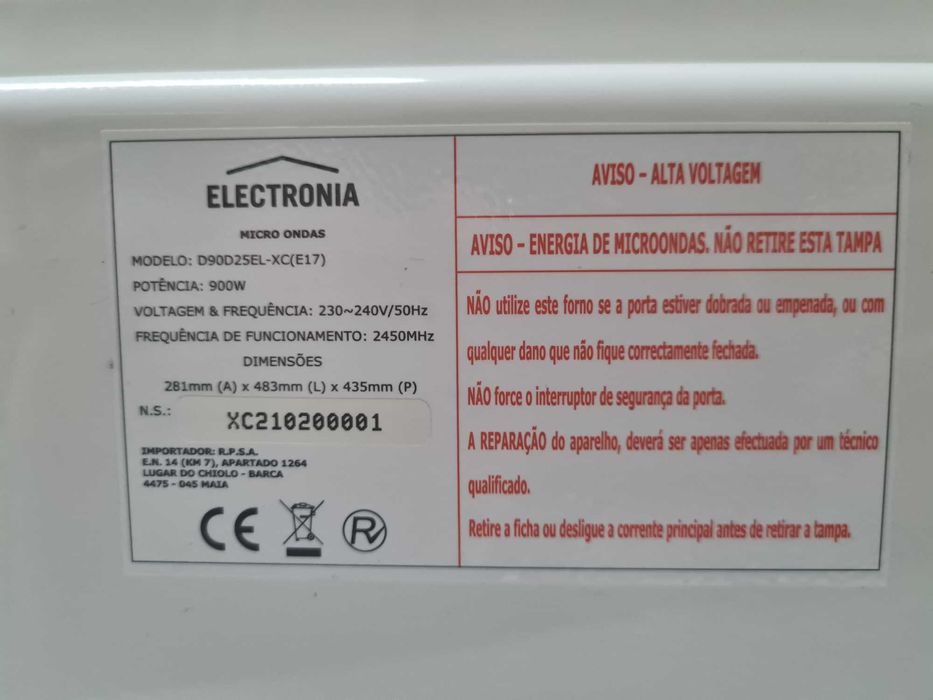 ELECTRONIA
MICRO ONDAS
MODELO: D90D25EL-XC(E17)
POTÊNCIA: 900W
VOLTAGEM & FREQUÊNCIA: 230~240V/50Hz
FREQUÊNCIA DE FUNCIONAMENTO: 2450MHz
DIMENSÕES
281mm (A) x 483mm (L) x 435mm (P)
N.S.: XC210200001
IMPORTADOR: R.P.S.A.
E.N. 14 (KM 7), APARTADO 1264
LUGAR DO CHIOLO - BARCA
4475 - 045 MAIA
CE
RV
AVISO - ALTA VOLTAGEM
AVISO - ENERGIA DE MICROONDAS. NÃO RETIRE ESTA TAMPA
NÃO utilize este forno se a porta estiver dobrada ou empenada, ou com
qualquer dano que não fique correctamente fechada.
NÃO force o interruptor de segurança da porta.
A REPARAÇÃO do aparelho, deverá ser apenas efectuada por um técnico
qualificado.
Retire a ficha ou desligue a corrente principal antes de retirar a tampa.